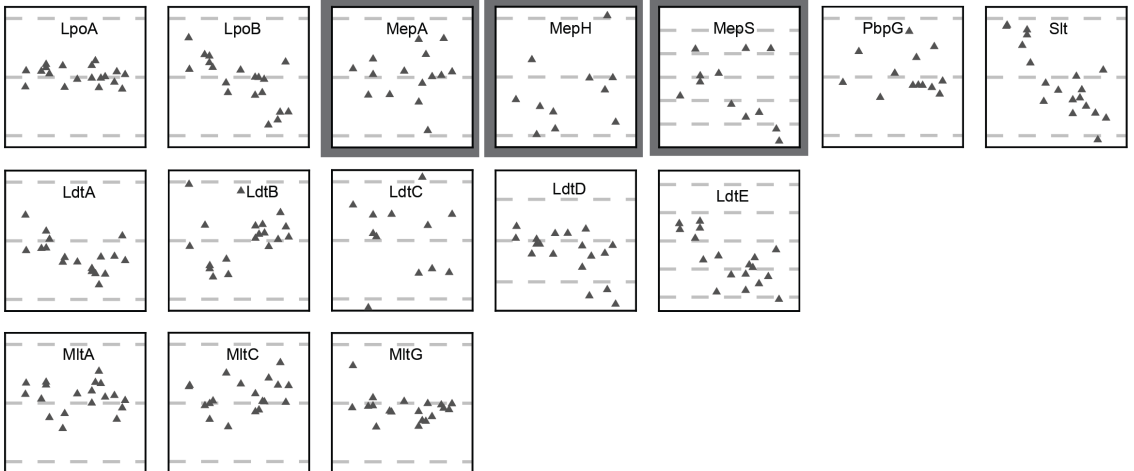 LpoA
LpoB
MepA
MepH
MepS
PbpG
Slt
LdtA
LdtB
LdtC
LdtD
LdtE
MltA
MltC
MltG